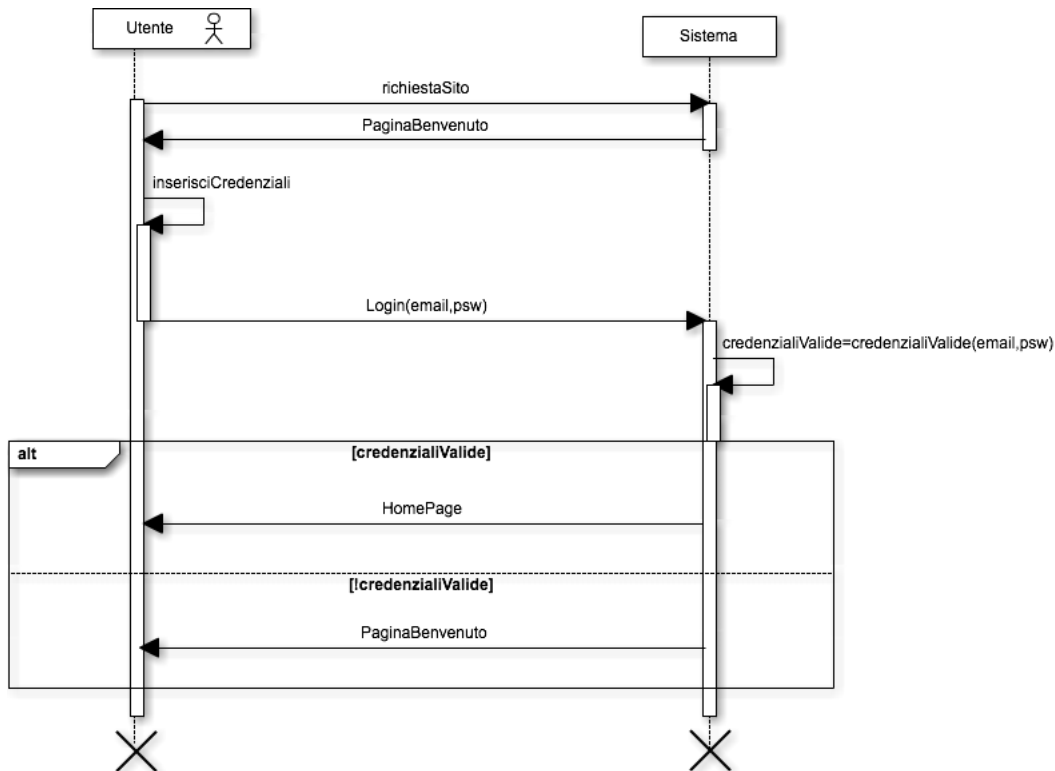 Utente
Sistema
richiestaSito
PaginaBenvenuto
inserisciCredenziali
Login(email,psw)
credenzialiValide=credenzialiValide(email,psw)
alt
[credenzialiValide]
HomePage
[!credenzialiValide]
PaginaBenvenuto